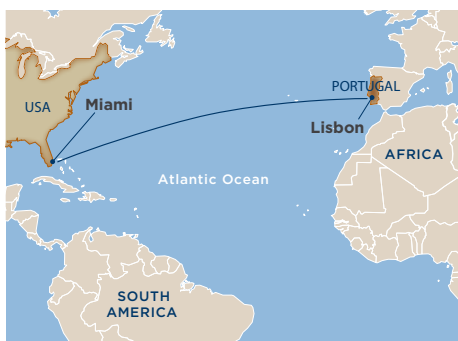 PORTUGAL
USA
Miami
Lisbon
AFRICA
Atlantic Ocean
SOUTH
AMERICA